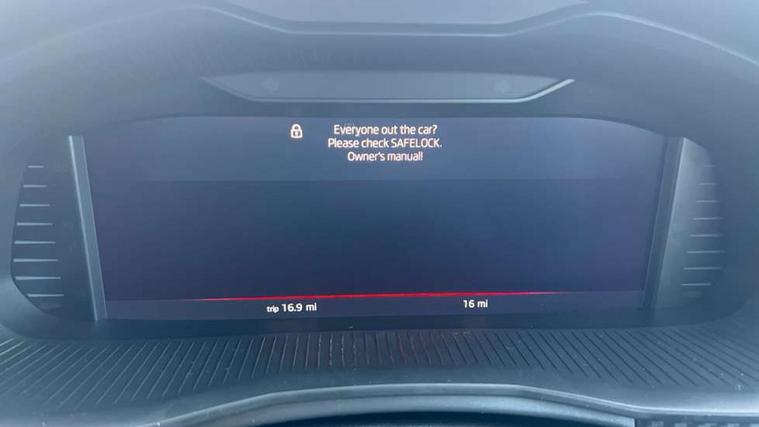 Everyone out the car?
Please check SAFELOCK.
Owner's manual!
trip 16.9 mi
16 mi